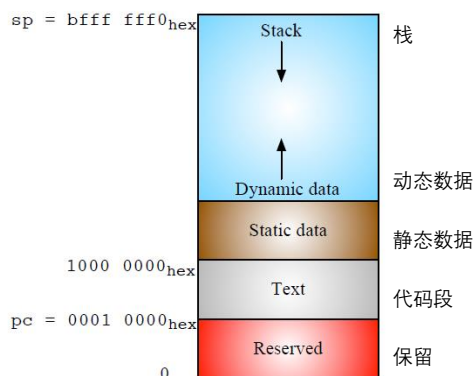 sp = bfff fff0hex
Stack
栈
Dynamic data
动态数据
Static data
静态数据
1000 0000hex
Text
代码段
pc = 0001 0000hex
Reserved
保留
0